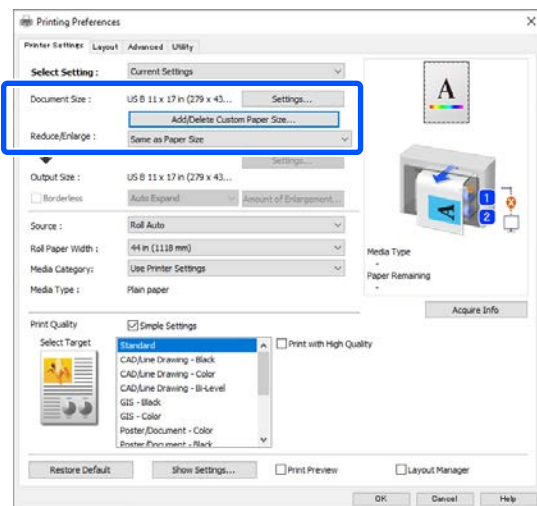 Printing Preferences
Printer Settings Layout Advanced Utility
Select Setting : Current Settings
Document Size : US B 11 x 17 in (279 x 43... Settings...
Add/Delete Custom Paper Size...
Reduce/Enlarge : Same as Paper Size
Settings...
Output Size : US B 11 x 17 in (279 x 43...
Borderless Auto Expand Amount of Enlargement...
Source : Roll Auto
Roll Paper Width : 44 in (1118 mm)
Media Category: Use Printer Settings
Media Type : Plain paper
A
A
1
2
Media Type
-
Paper Remaining
-
Acquire Info
Print Quality Simple Settings
Select Target
Standard
CAD/Line Drawing - Black
CAD/Line Drawing - Color
CAD/Line Drawing - Bi-Level
GIS - Black
GIS - Color
Poster/Document - Color
Poster/Document - Black
Print with High Quality
Restore Default Show Settings... Print Preview Layout Manager
OK Cancel Help